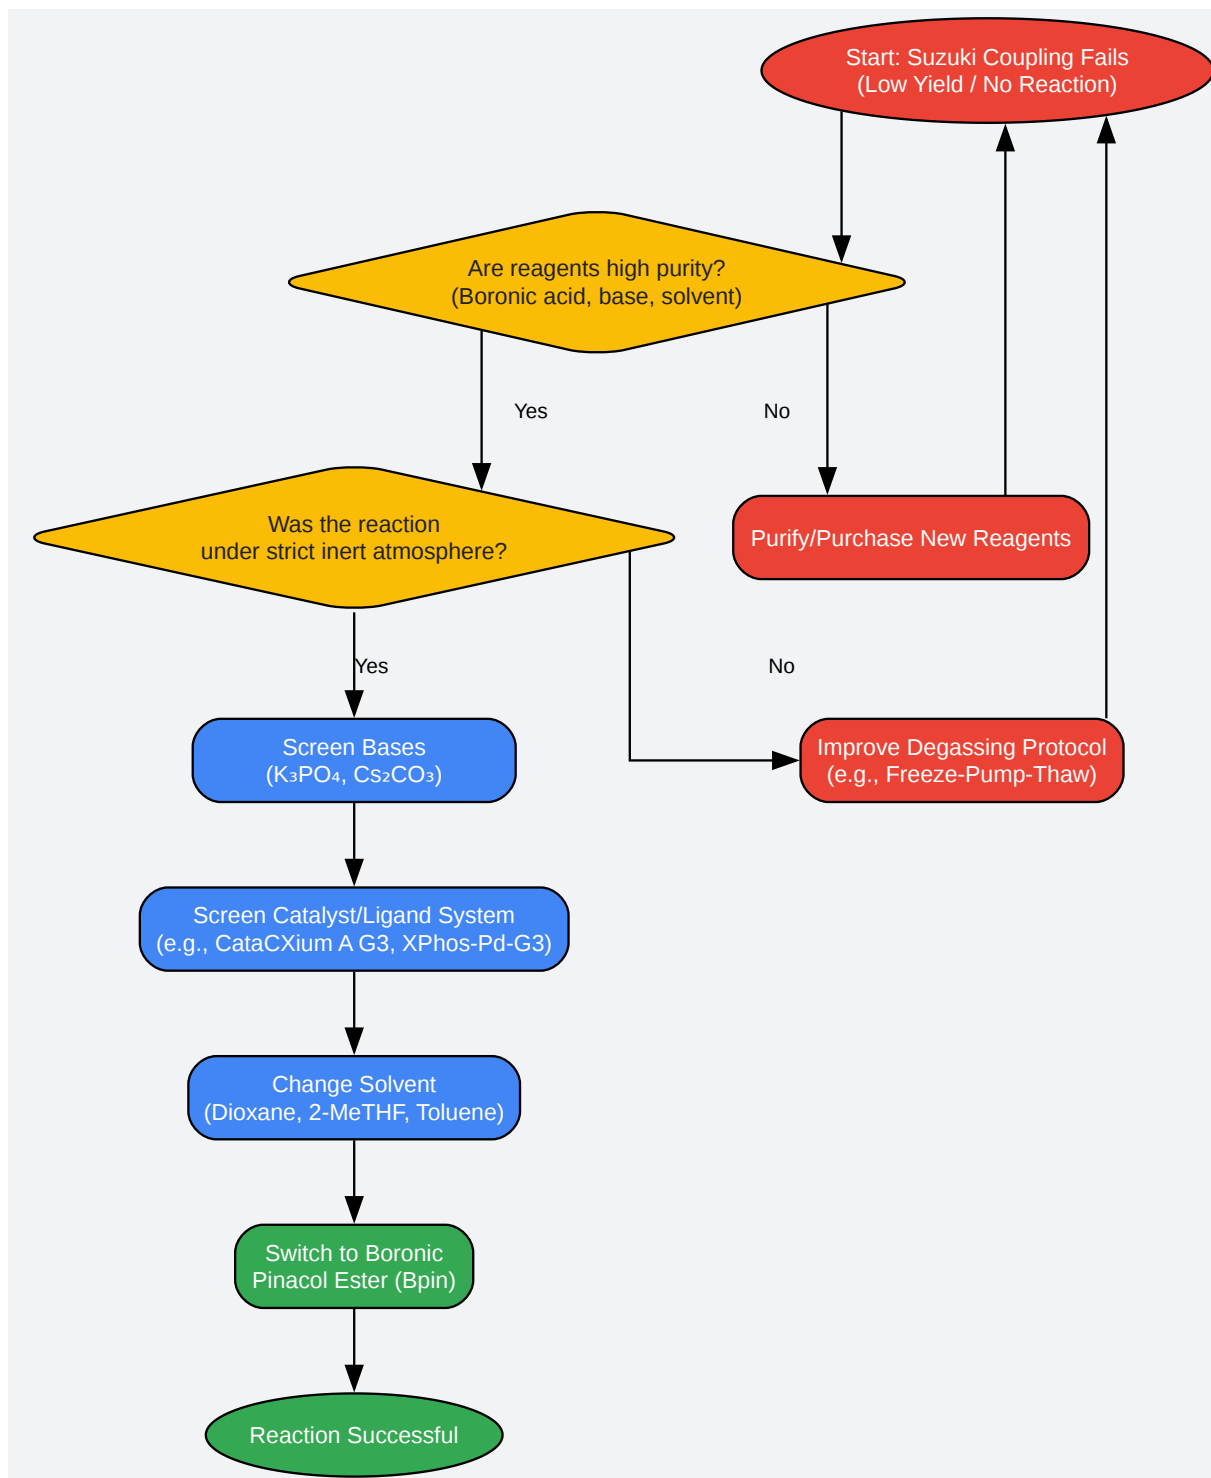 Start: Suzuki Coupling Fails
(Low Yield / No Reaction)
Are reagents high purity?
(Boronic acid, base, solvent)
Yes
No
Was the reaction
under strict inert atmosphere?
Purify/Purchase New Reagents
Yes
No
Screen Bases
(K₃PO₄, Cs₂CO₃)
Improve Degassing Protocol
(e.g., Freeze-Pump-Thaw)
Screen Catalyst/Ligand System
(e.g., CataCXium A G3, XPhos-Pd-G3)
Change Solvent
(Dioxane, 2-MeTHF, Toluene)
Switch to Boronic
Pinacol Ester (Bpin)
Reaction Successful